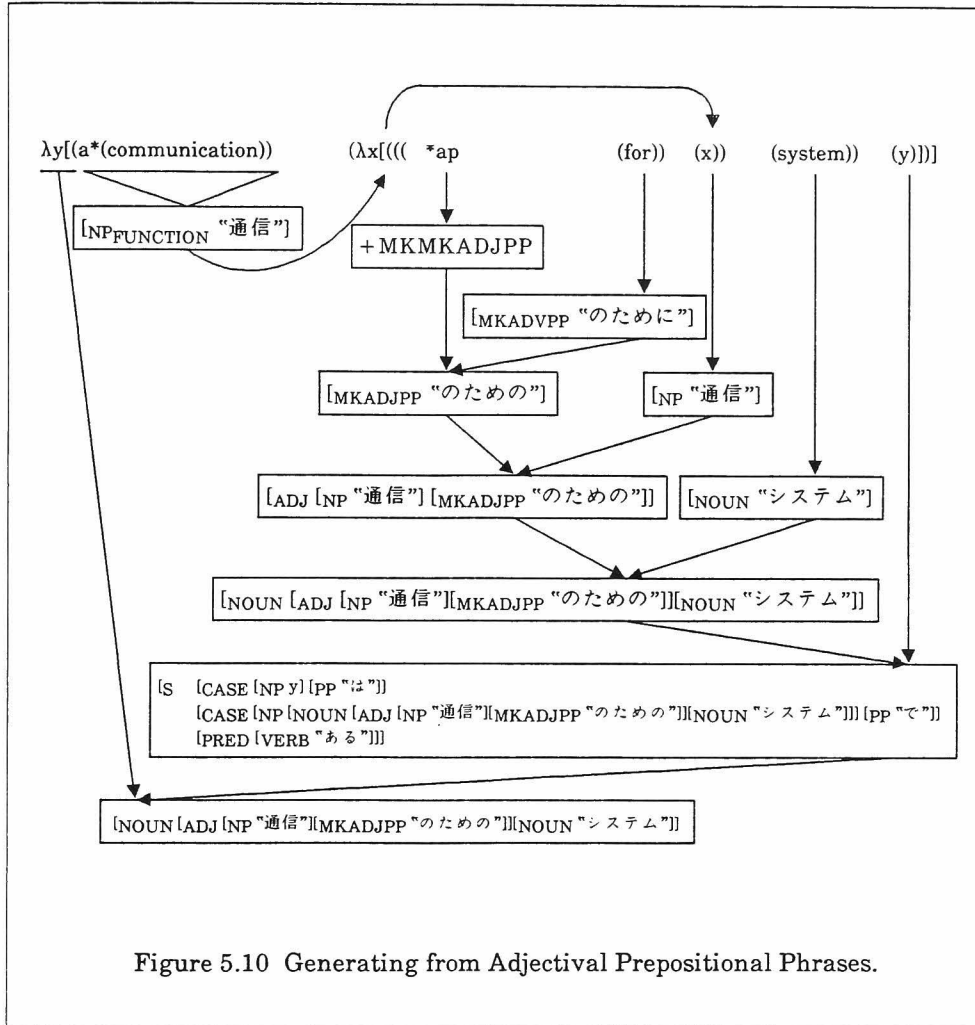 λy[(a*(communication)) (λx[((( *ap (for)) (x)) (system)) (y)])]
[NP_FUNCTION "通信"]
+MKMKADJPP
[MKADVPP "のために"]
[MKADJPP "のための"] [NP "通信"]
[ADJ [NP "通信"] [MKADJPP "のための"]] [NOUN "システム"]
[NOUN [ADJ [NP "通信"][MKADJPP "のための"]][NOUN "システム"]]
[S [CASE [NP y] [PP "は"]]
[CASE [NP [NOUN [ADJ [NP "通信"][MKADJPP "のための"]][NOUN "システム"]]] [PP "で"]]
[PRED [VERB "ある"]]]
[NOUN [ADJ [NP "通信"][MKADJPP "のための"]][NOUN "システム"]]
Figure 5.10 Generating from Adjectival Prepositional Phrases.